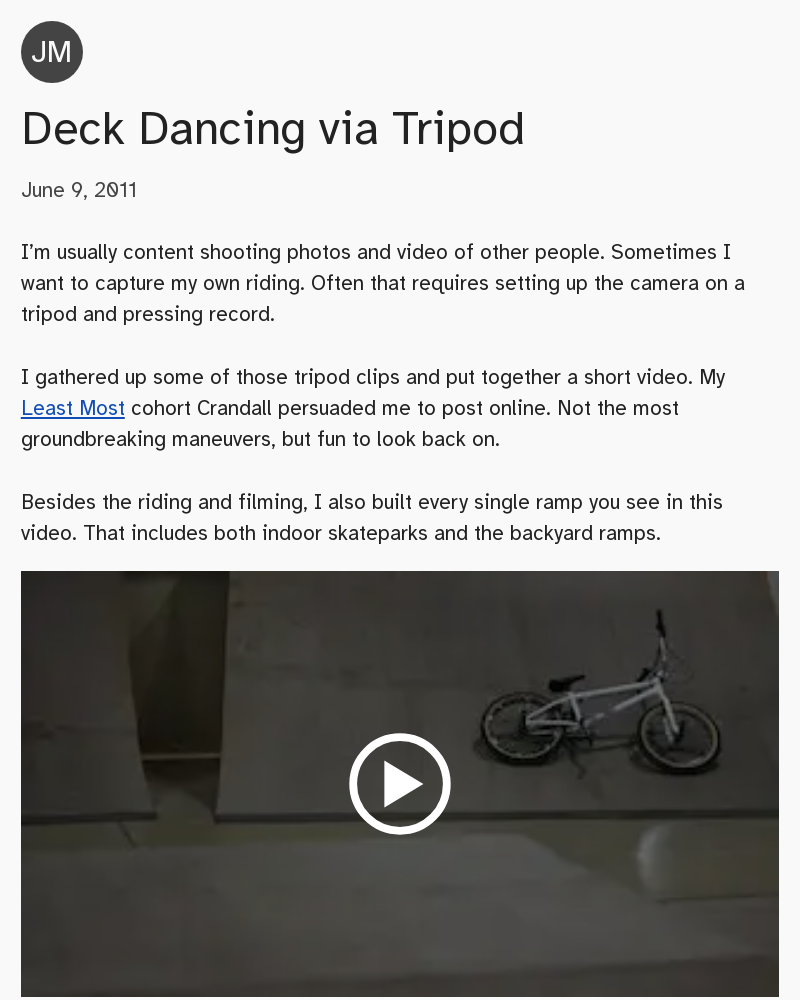 JM
Deck Dancing via Tripod
June 9, 2011
I’m usually content shooting photos and video of other people. Sometimes I
want to capture my own riding. Often that requires setting up the camera on a
tripod and pressing record.
I gathered up some of those tripod clips and put together a short video. My
Least Most cohort Crandall persuaded me to post online. Not the most
groundbreaking maneuvers, but fun to look back on.
Besides the riding and filming, I also built every single ramp you see in this
video. That includes both indoor skateparks and the backyard ramps.